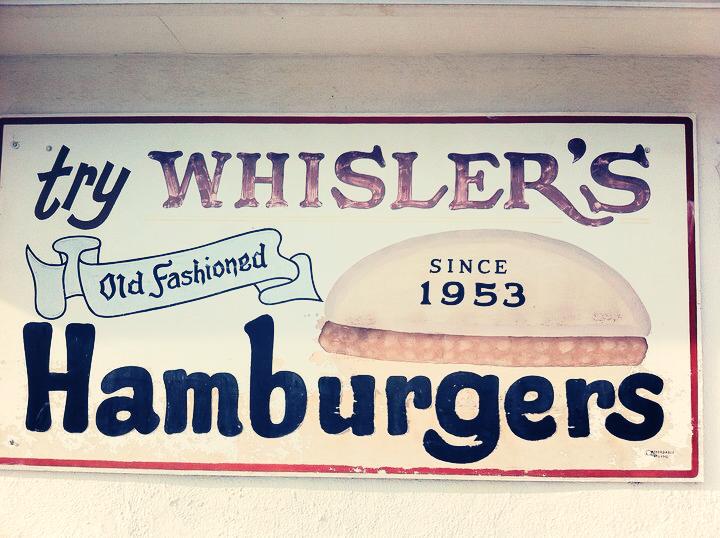 try WHISLER'S
Old Fashioned
SINCE
1953
Hamburgers